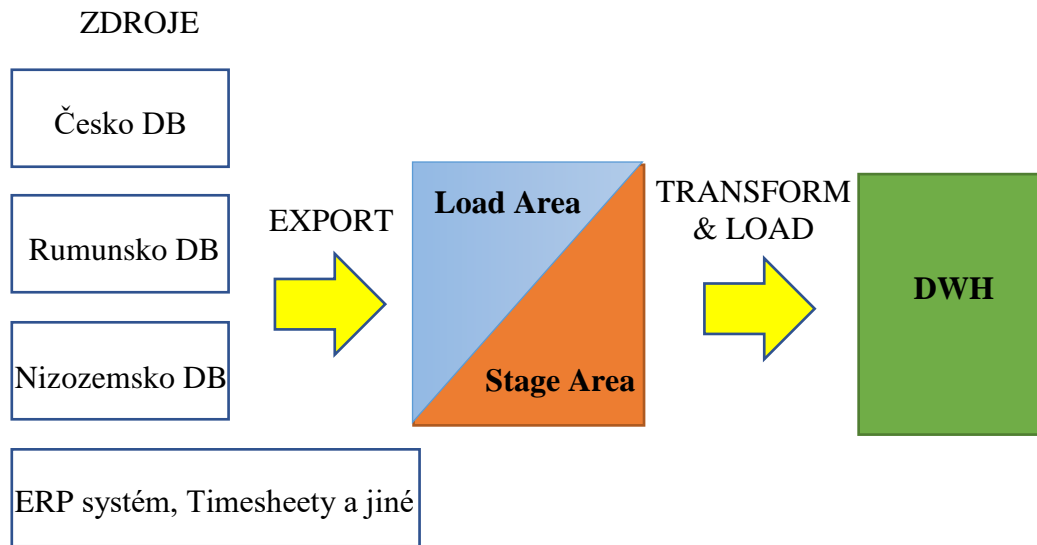 ZDROJE
Česko DB
Rumunsko DB
Nizozemsko DB
ERP systém, Timesheety a jiné
EXPORT
Load Area
Stage Area
TRANSFORM
& LOAD
DWH